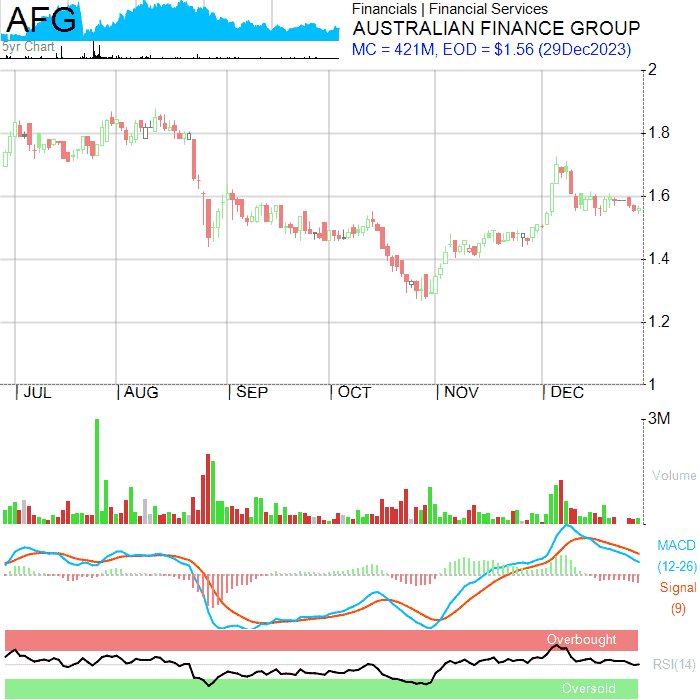 AFG
5yr Chart
Financials | Financial Services
AUSTRALIAN FINANCE GROUP
MC = 421M, EOD = $1.56 (29Dec2023)
2
1.8
1.6
1.4
1.2
1
JUL AUG SEP OCT NOV DEC
3M
Volume
MACD
(12-26)
Signal
(9)
Overbought
RSI(14)
Oversold